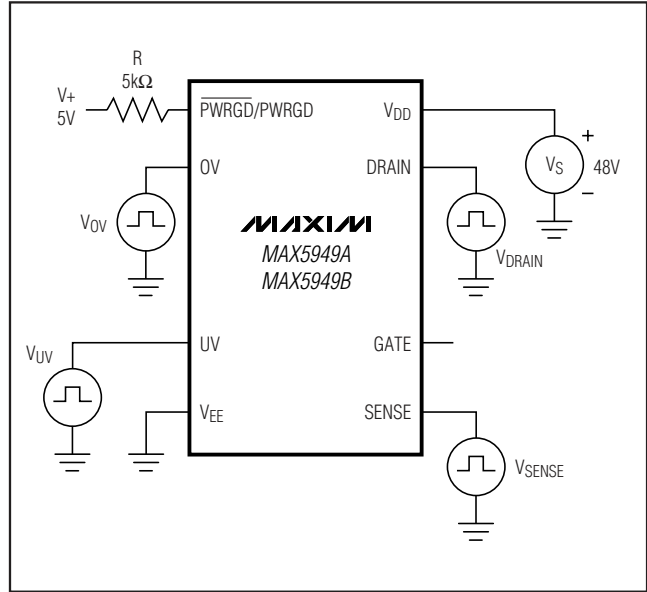 R
5kΩ
V+
5V
PWRGD/PWRGD
VDD
+
VS
48V
–
OV
DRAIN
VOV
VDRAIN
MAXIM
MAX5949A
MAX5949B
VUV
UV
GATE
VEE
SENSE
VSENSE